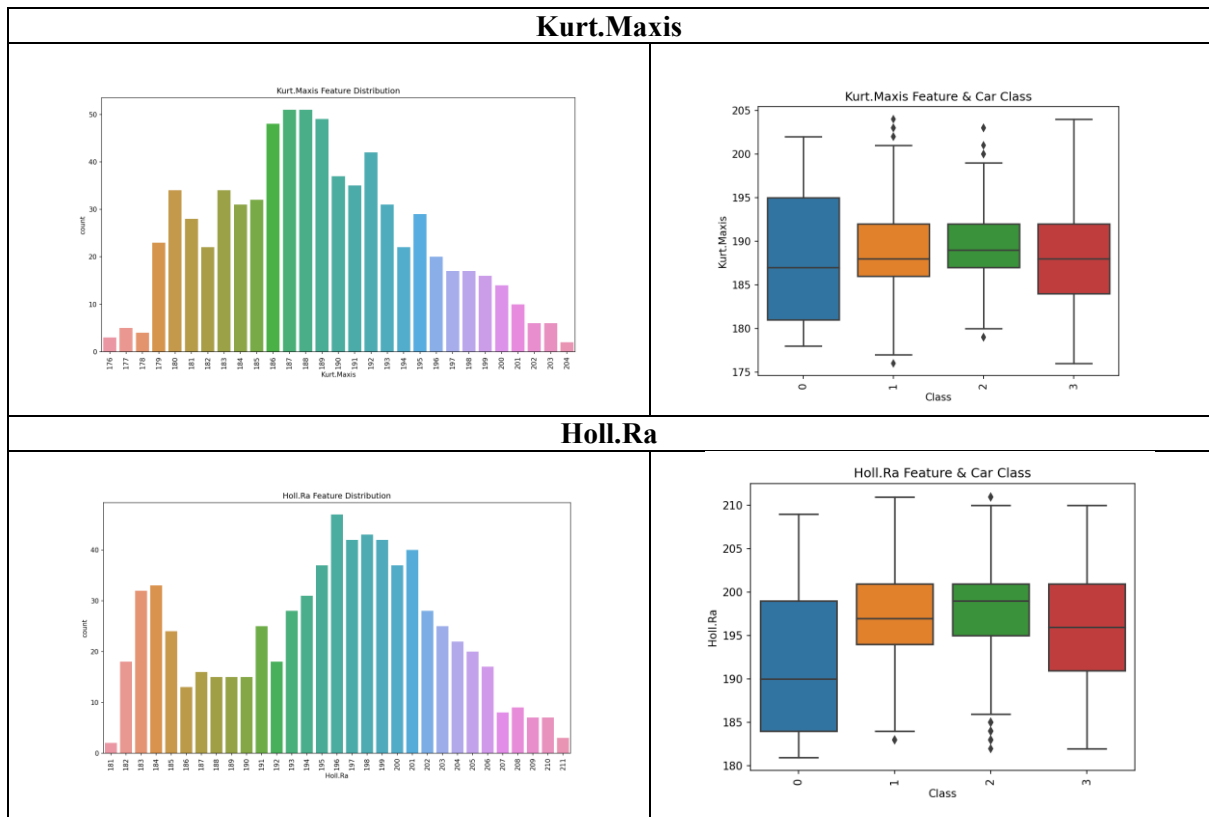 Kurt.Maxis
Kurt.Maxis Feature Distribution
count
50
40
30
20
10
0
176 177 178 179 180 181 182 183 184 185 186 187 188 189 190 191 192 193 194 195 196 197 198 199 200 201 202 203 204
Kurt.Maxis
Kurt.Maxis Feature & Car Class
Kurt.Maxis
205
200
195
190
185
180
175
0 1 2 3
Class
Holl.Ra
Holl.Ra Feature Distribution
count
40
30
20
10
0
181 182 183 184 185 186 187 188 189 190 191 192 193 194 195 196 197 198 199 200 201 202 203 204 205 206 207 208 209 210 211
Holl.Ra
Holl.Ra Feature & Car Class
Holl.Ra
210
205
200
195
190
185
180
0 1 2 3
Class